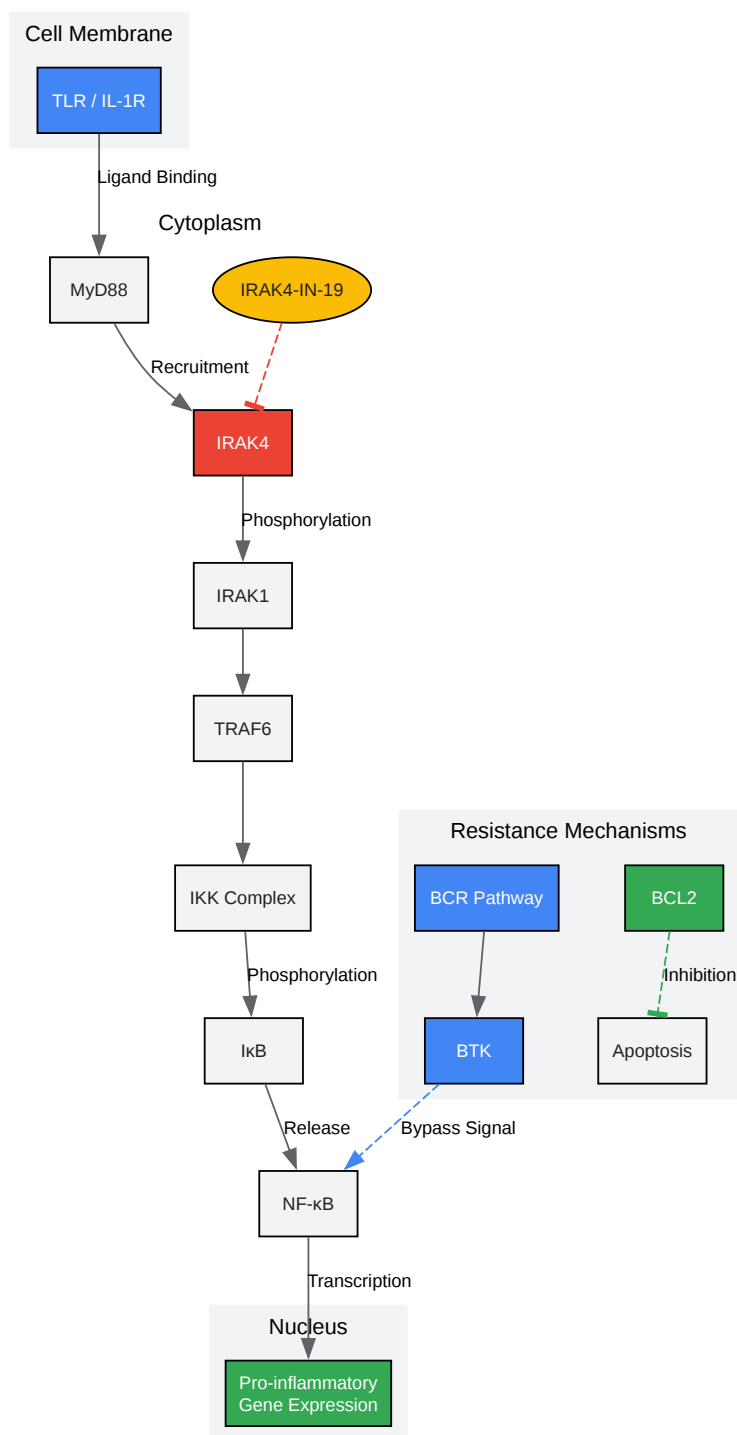 Cell Membrane
TLR / IL-1R
Ligand Binding
Cytoplasm
MyD88
IRAK4-IN-19
Recruitment
IRAK4
Phosphorylation
IRAK1
TRAF6
Resistance Mechanisms
IKK Complex
BCR Pathway
BCL2
Phosphorylation
Inhibition
IκB
BTK
Apoptosis
Release
Bypass Signal
NF-κB
Transcription
Nucleus
Pro-inflammatory
Gene Expression